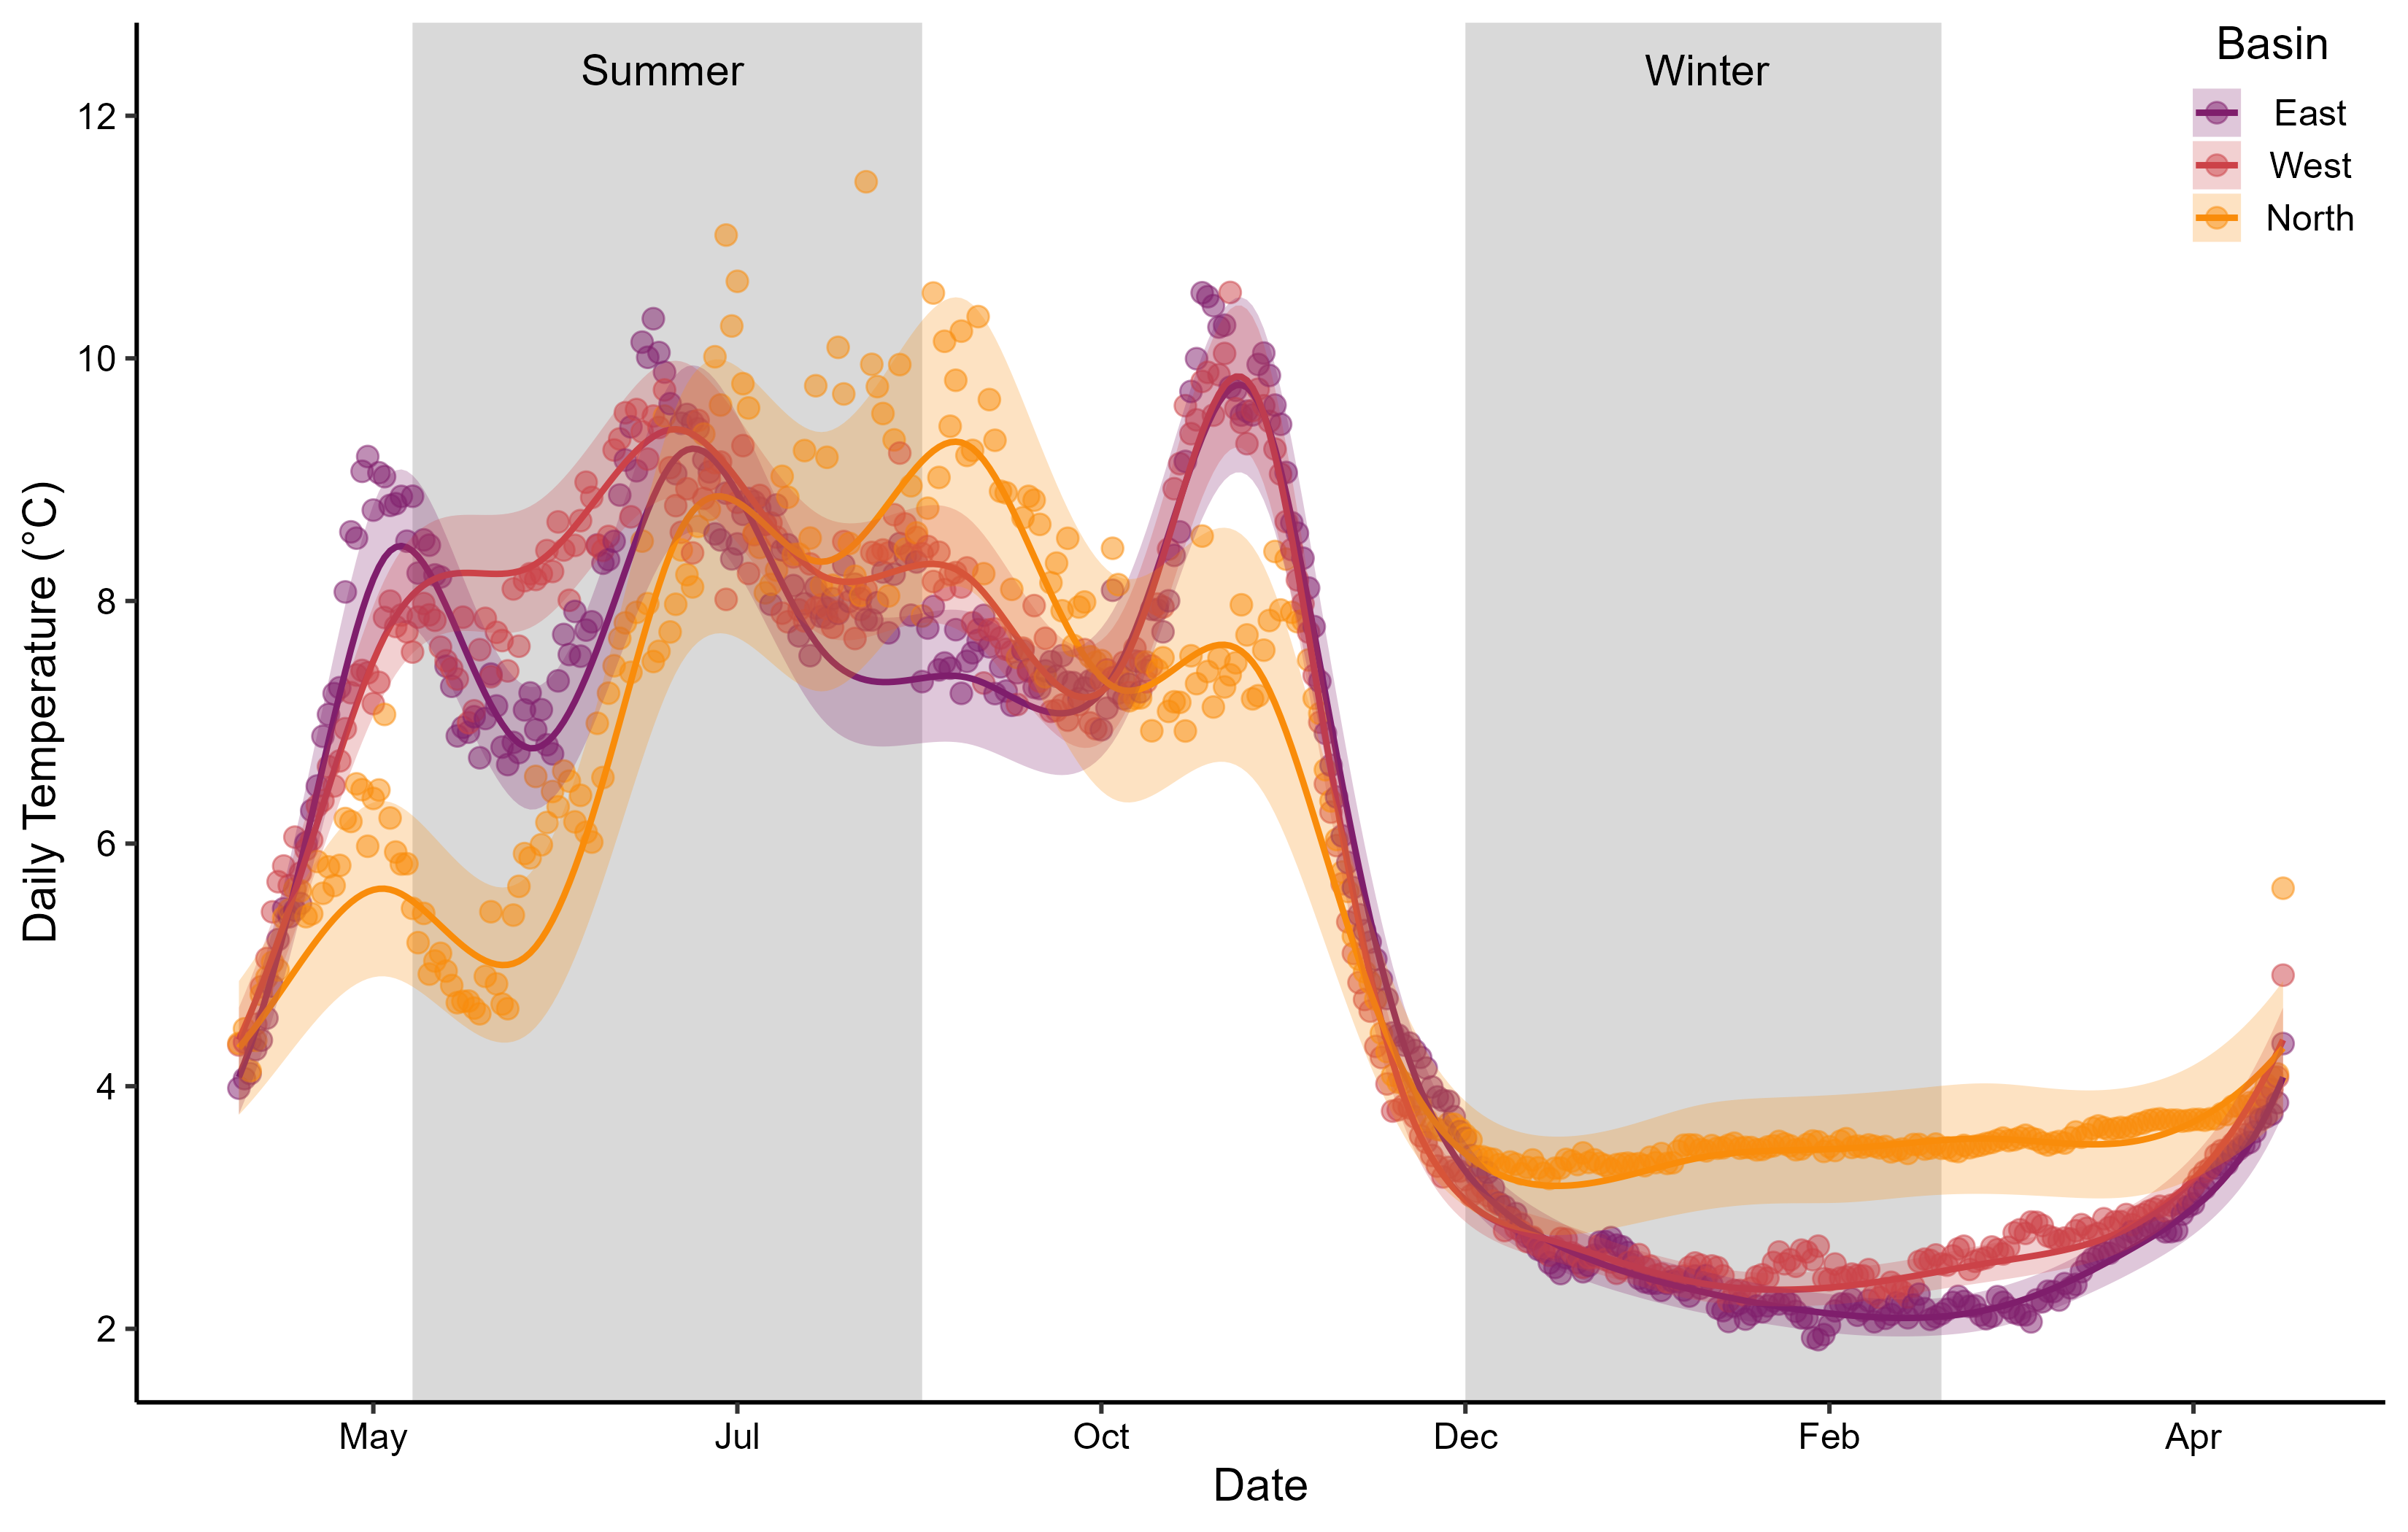 Summer
Winter
Basin
East
West
North
12
10
8
6
4
2
Daily Temperature (°C)
May
Jul
Oct
Dec
Feb
Apr
Date